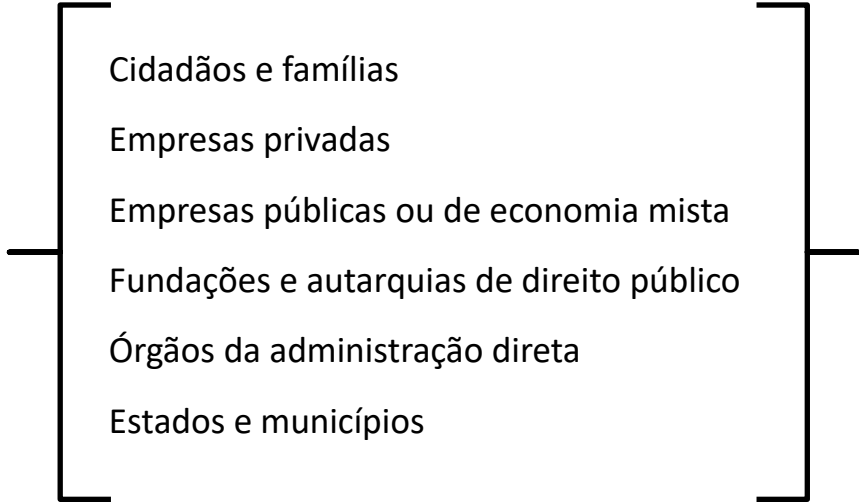 Cidadãos e famílias
Empresas privadas
Empresas públicas ou de economia mista
Fundações e autarquias de direito público
Órgãos da administração direta
Estados e municípios